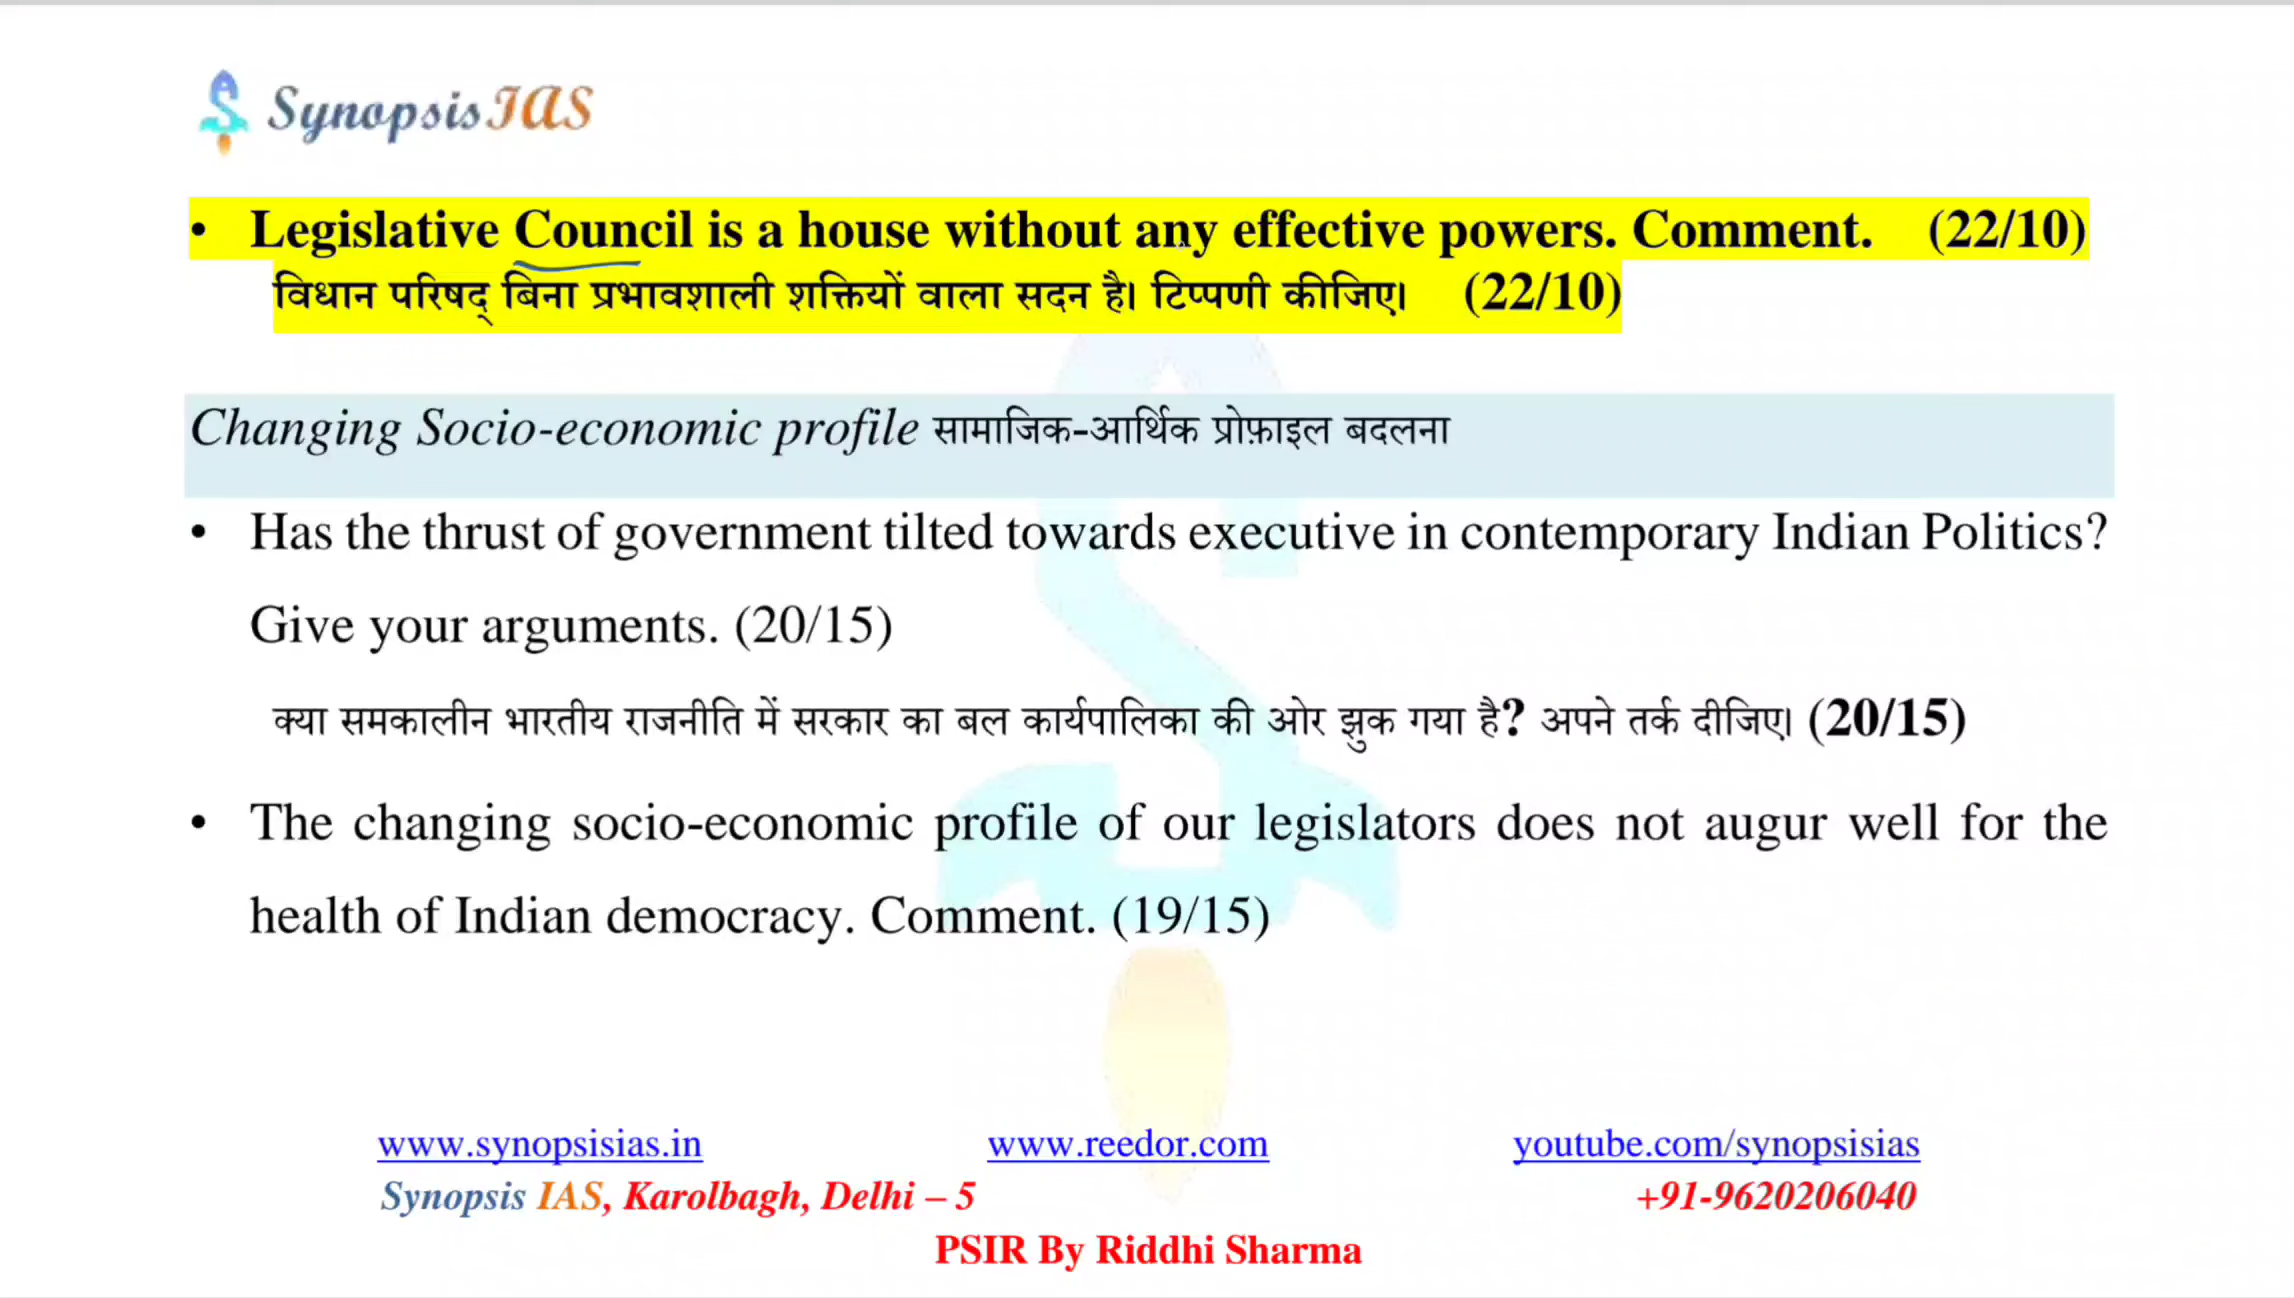 Synopsis IAS
• Legislative Council is a house without any effective powers. Comment. (22/10)
विधान परिषद् बिना प्रभावशाली शक्तियों वाला सदन है। टिप्पणी कीजिए। (22/10)
Changing Socio-economic profile सामाजिक-आर्थिक प्रोफ़ाइल बदलना
• Has the thrust of government tilted towards executive in contemporary Indian Politics?
Give your arguments. (20/15)
क्या समकालीन भारतीय राजनीति में सरकार का बल कार्यपालिका की ओर झुक गया है? अपने तर्क दीजिए। (20/15)
• The changing socio-economic profile of our legislators does not augur well for the
health of Indian democracy. Comment. (19/15)
www.synopsisias.in www.reedor.com youtube.com/synopsisias
Synopsis IAS, Karolbagh, Delhi – 5 +91-9620206040
PSIR By Riddhi Sharma